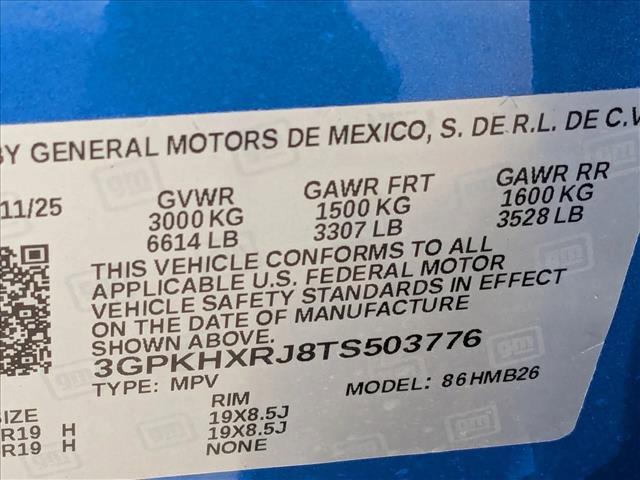 BY GENERAL MOTORS DE MEXICO, S. DE R.L. DE C.V
11/25 GVWR GAWR FRT GAWR RR
3000 KG 1500 KG 1600 KG
6614 LB 3307 LB 3528 LB
THIS VEHICLE CONFORMS TO ALL
APPLICABLE U.S. FEDERAL MOTOR
VEHICLE SAFETY STANDARDS IN EFFECT
ON THE DATE OF MANUFACTURE
SHOWN ABOVE
3GPKHXRJ8TS503776
TYPE: MPV MODEL: 86HMB26
SIZE RIM
R19 H 19X8.5J
R19 H 19X8.5J
NONE